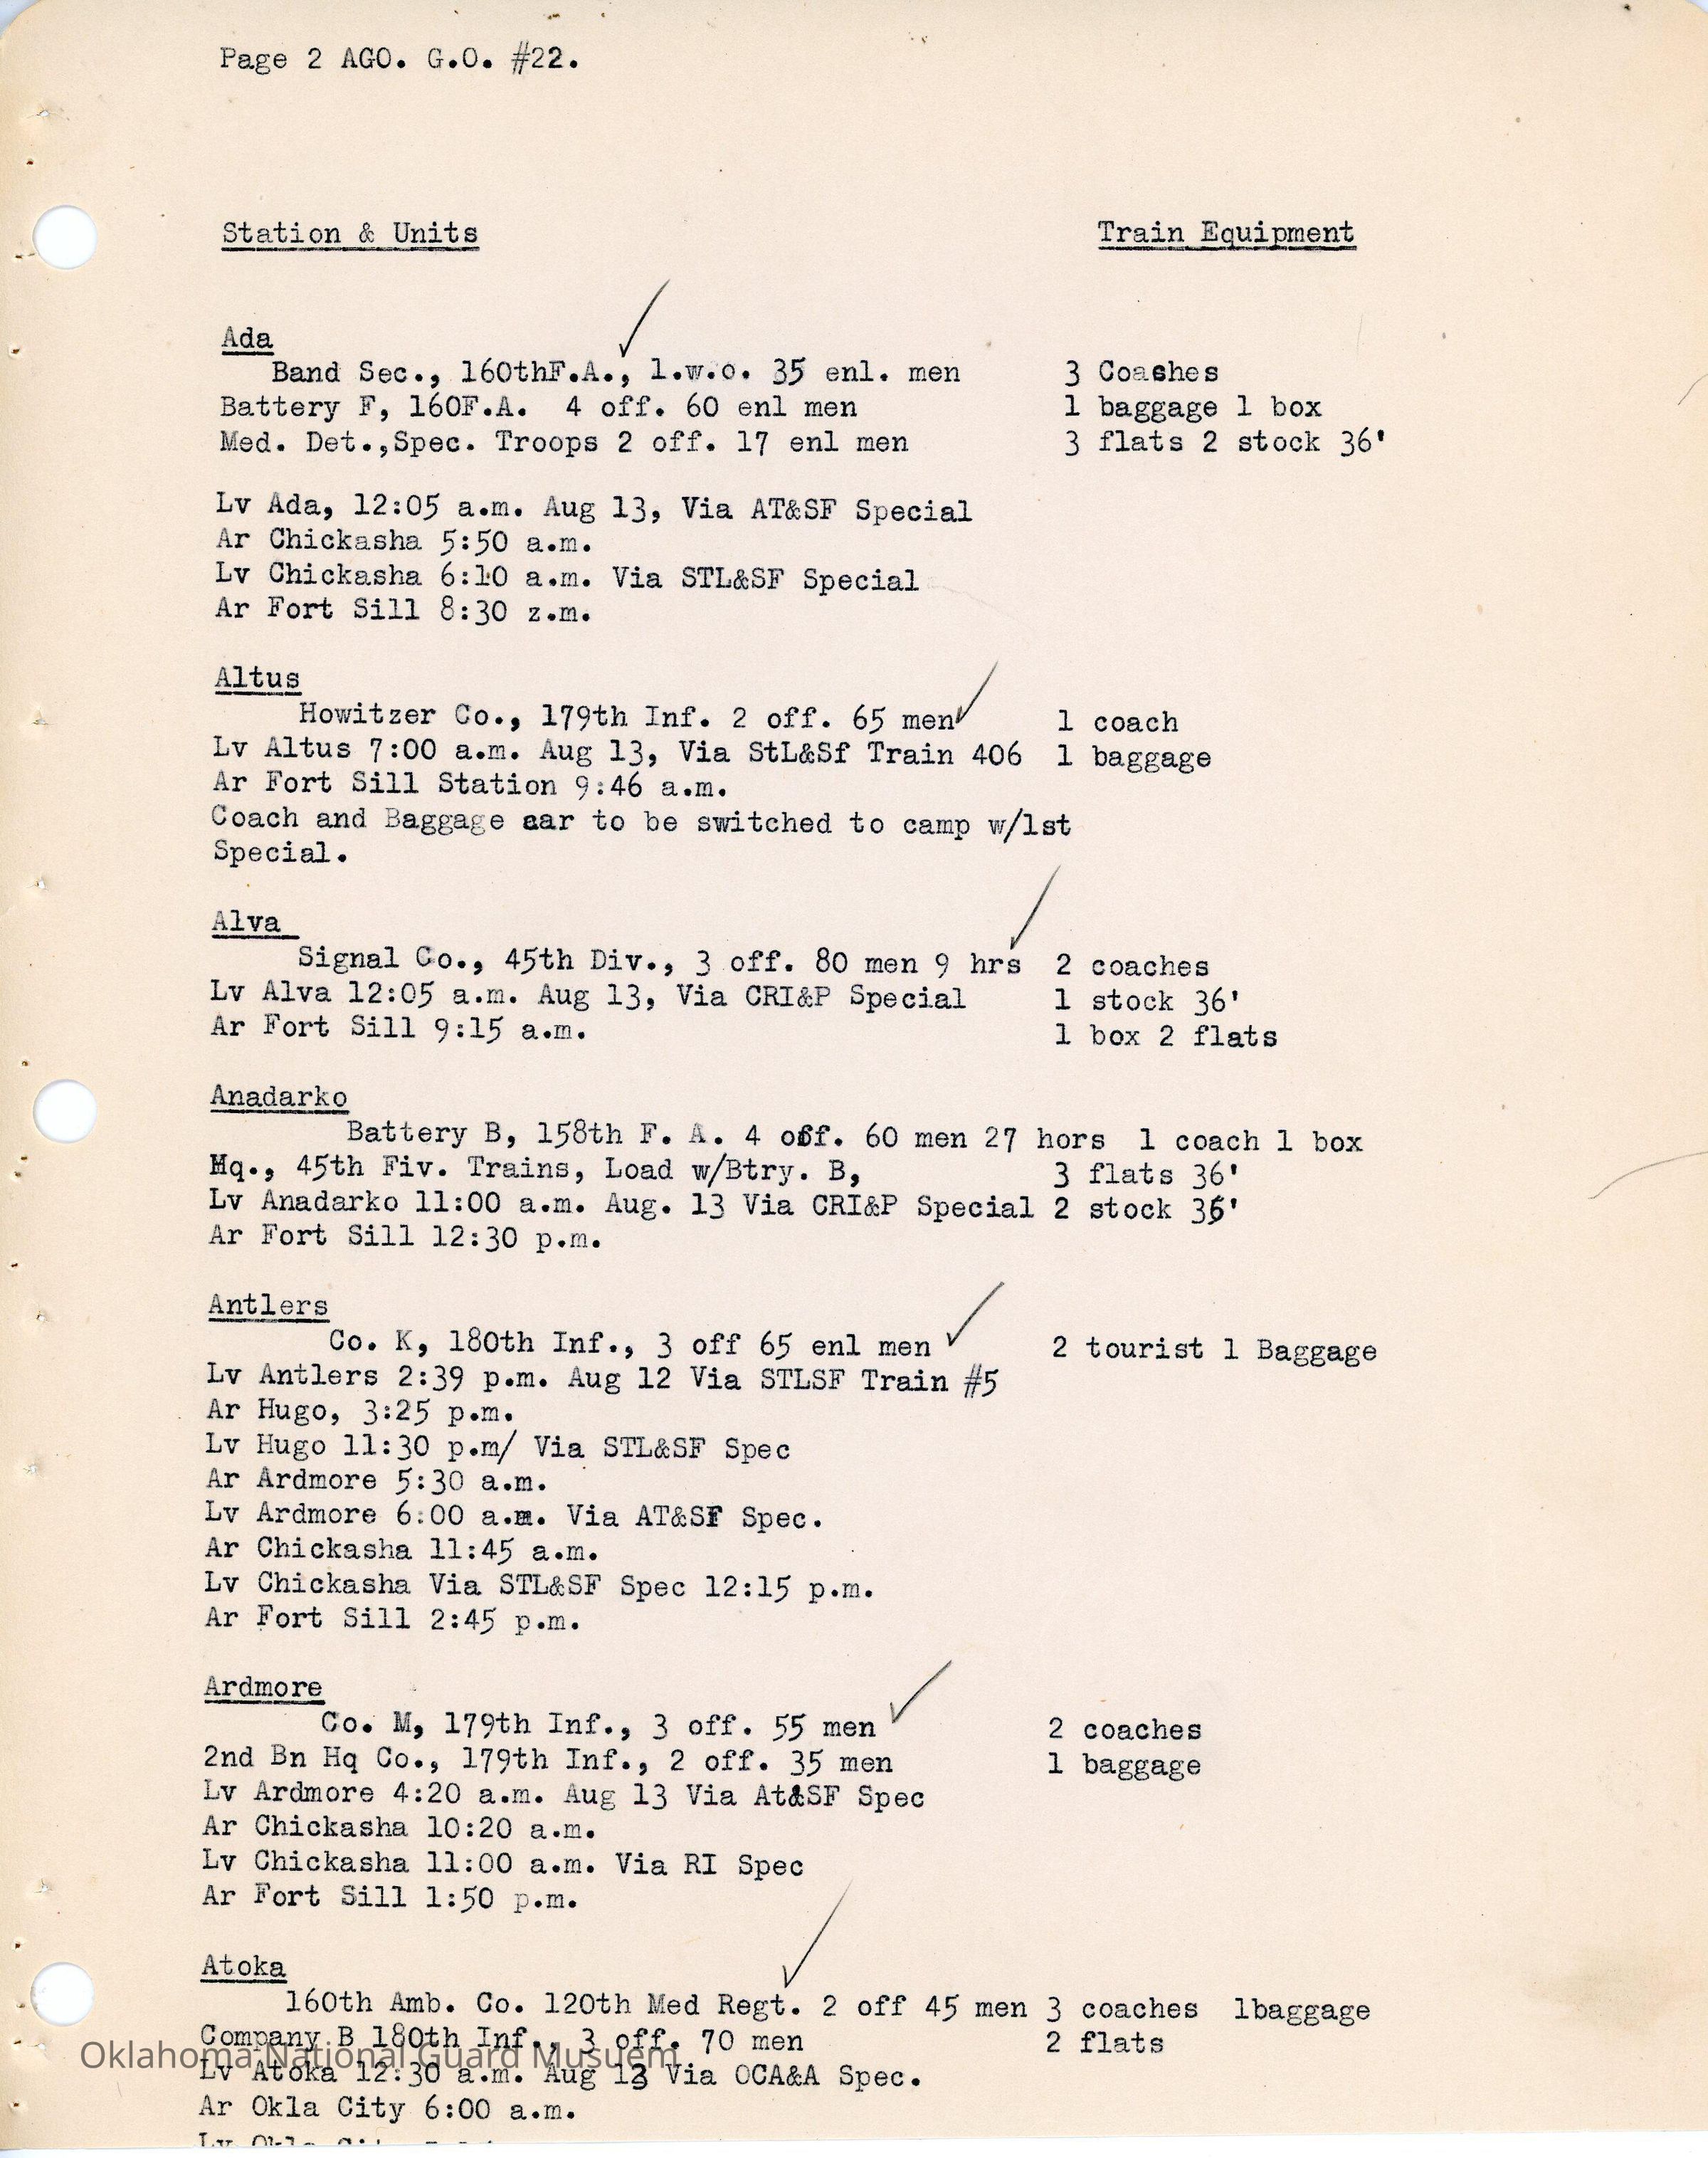 Page 2 AGO. G.O. #22.
Station & Units Train Equipment
Ada
Band Sec., 160thF.A., 1.w.o. 35 enl. men 3 Coaches
Battery F, 160F.A. 4 off. 60 enl men 1 baggage 1 box
Med. Det.,Spec. Troops 2 off. 17 enl men 3 flats 2 stock 36'
Lv Ada, 12:05 a.m. Aug 13, Via AT&SF Special
Ar Chickasha 5:50 a.m.
Lv Chickasha 6:10 a.m. Via STL&SF Special
Ar Fort Sill 8:30 z.m.
Altus
Howitzer Co., 179th Inf. 2 off. 65 men 1 coach
Lv Altus 7:00 a.m. Aug 13, Via StL&Sf Train 406 1 baggage
Ar Fort Sill Station 9:46 a.m.
Coach and Baggage car to be switched to camp w/1st
Special.
Alva
Signal Co., 45th Div., 3 off. 80 men 9 hrs 2 coaches
Lv Alva 12:05 a.m. Aug 13, Via CRI&P Special 1 stock 36'
Ar Fort Sill 9:15 a.m. 1 box 2 flats
Anadarko
Battery B, 158th F. A. 4 off. 60 men 27 hors 1 coach 1 box
Hq., 45th Fiv. Trains, Load w/Btry. B, 3 flats 36'
Lv Anadarko 11:00 a.m. Aug. 13 Via CRI&P Special 2 stock 36'
Ar Fort Sill 12:30 p.m.
Antlers
Co. K, 180th Inf., 3 off 65 enl men 2 tourist 1 Baggage
Lv Antlers 2:39 p.m. Aug 12 Via STLSF Train #5
Ar Hugo, 3:25 p.m.
Lv Hugo 11:30 p.m/ Via STL&SF Spec
Ar Ardmore 5:30 a.m.
Lv Ardmore 6:00 a.m. Via AT&SF Spec.
Ar Chickasha 11:45 a.m.
Lv Chickasha Via STL&SF Spec 12:15 p.m.
Ar Fort Sill 2:45 p.m.
Ardmore
Co. M, 179th Inf., 3 off. 55 men 2 coaches
2nd Bn Hq Co., 179th Inf., 2 off. 35 men 1 baggage
Lv Ardmore 4:20 a.m. Aug 13 Via At&SF Spec
Ar Chickasha 10:20 a.m.
Lv Chickasha 11:00 a.m. Via RI Spec
Ar Fort Sill 1:50 p.m.
Atoka
160th Amb. Co. 120th Med Regt. 2 off 45 men 3 coaches 1baggage
Company B 180th Inf., 3 off. 70 men 2 flats
Oklahoma National Guard Musuem
Lv Atoka 12:30 a.m. Aug 13 Via OCA&A Spec.
Ar Okla City 6:00 a.m.
Lv Okla City